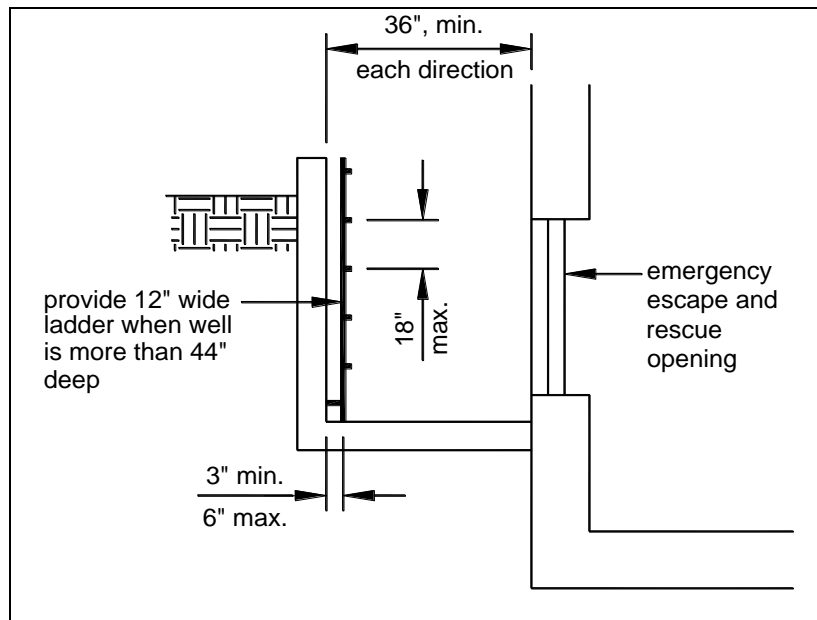 36", min.
each direction
provide 12" wide
ladder when well
is more than 44"
deep
18"
max.
emergency
escape and
rescue
opening
3" min.
6" max.